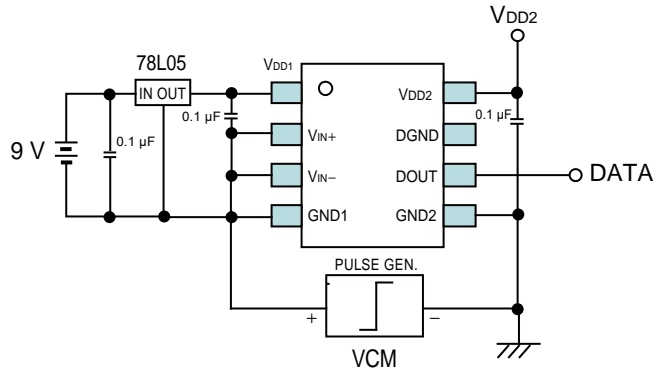 VDD2
78L05
VDD1
IN OUT
VDD2
0.1 µF
0.1 µF
0.1 µF
VIN+
DGND
9 V
VIN−
DOUT
DATA
GND1
GND2
PULSE GEN.
+
−
VCM